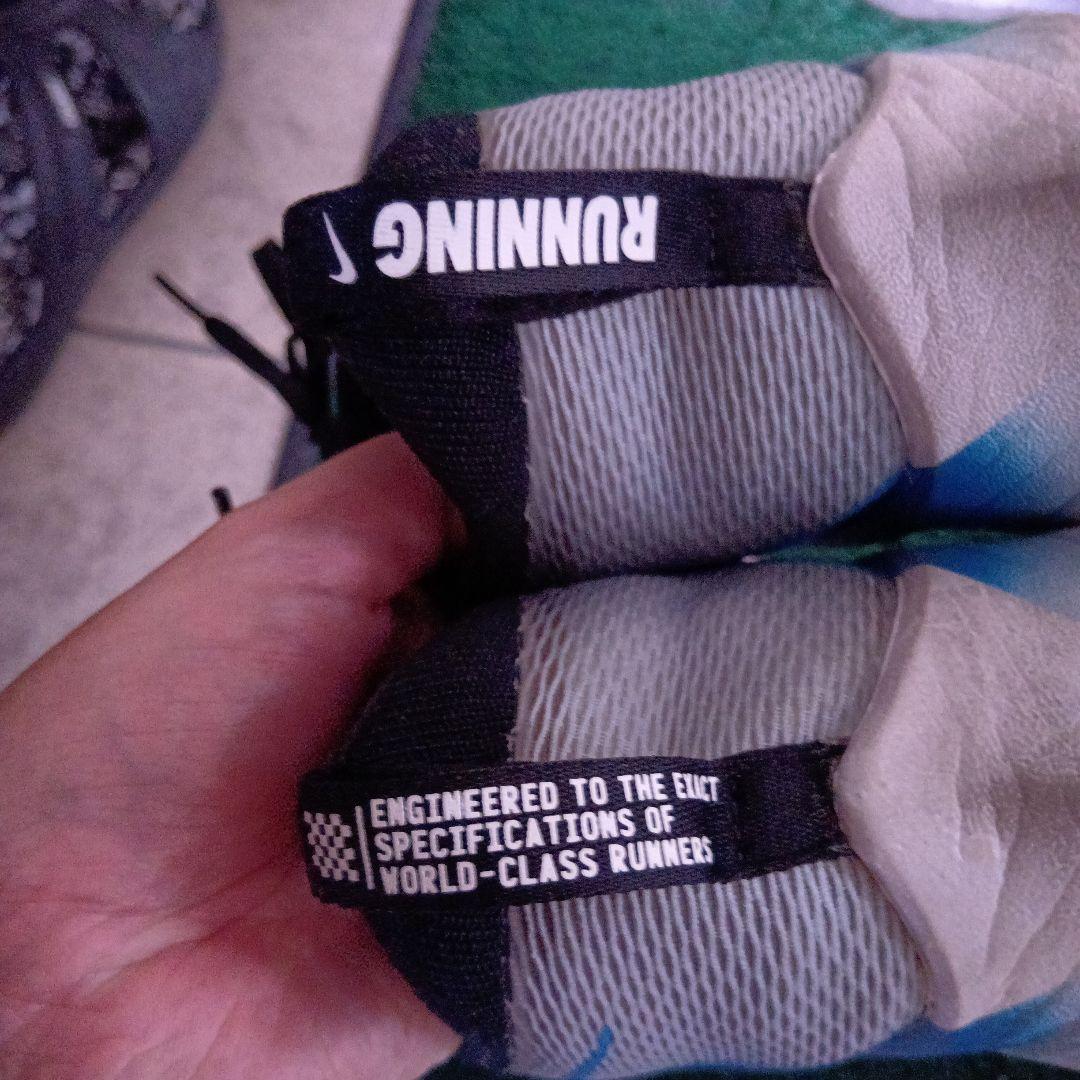 RUNNING
ENGINEERED TO THE EXACT
SPECIFICATIONS OF
WORLD-CLASS RUNNERS